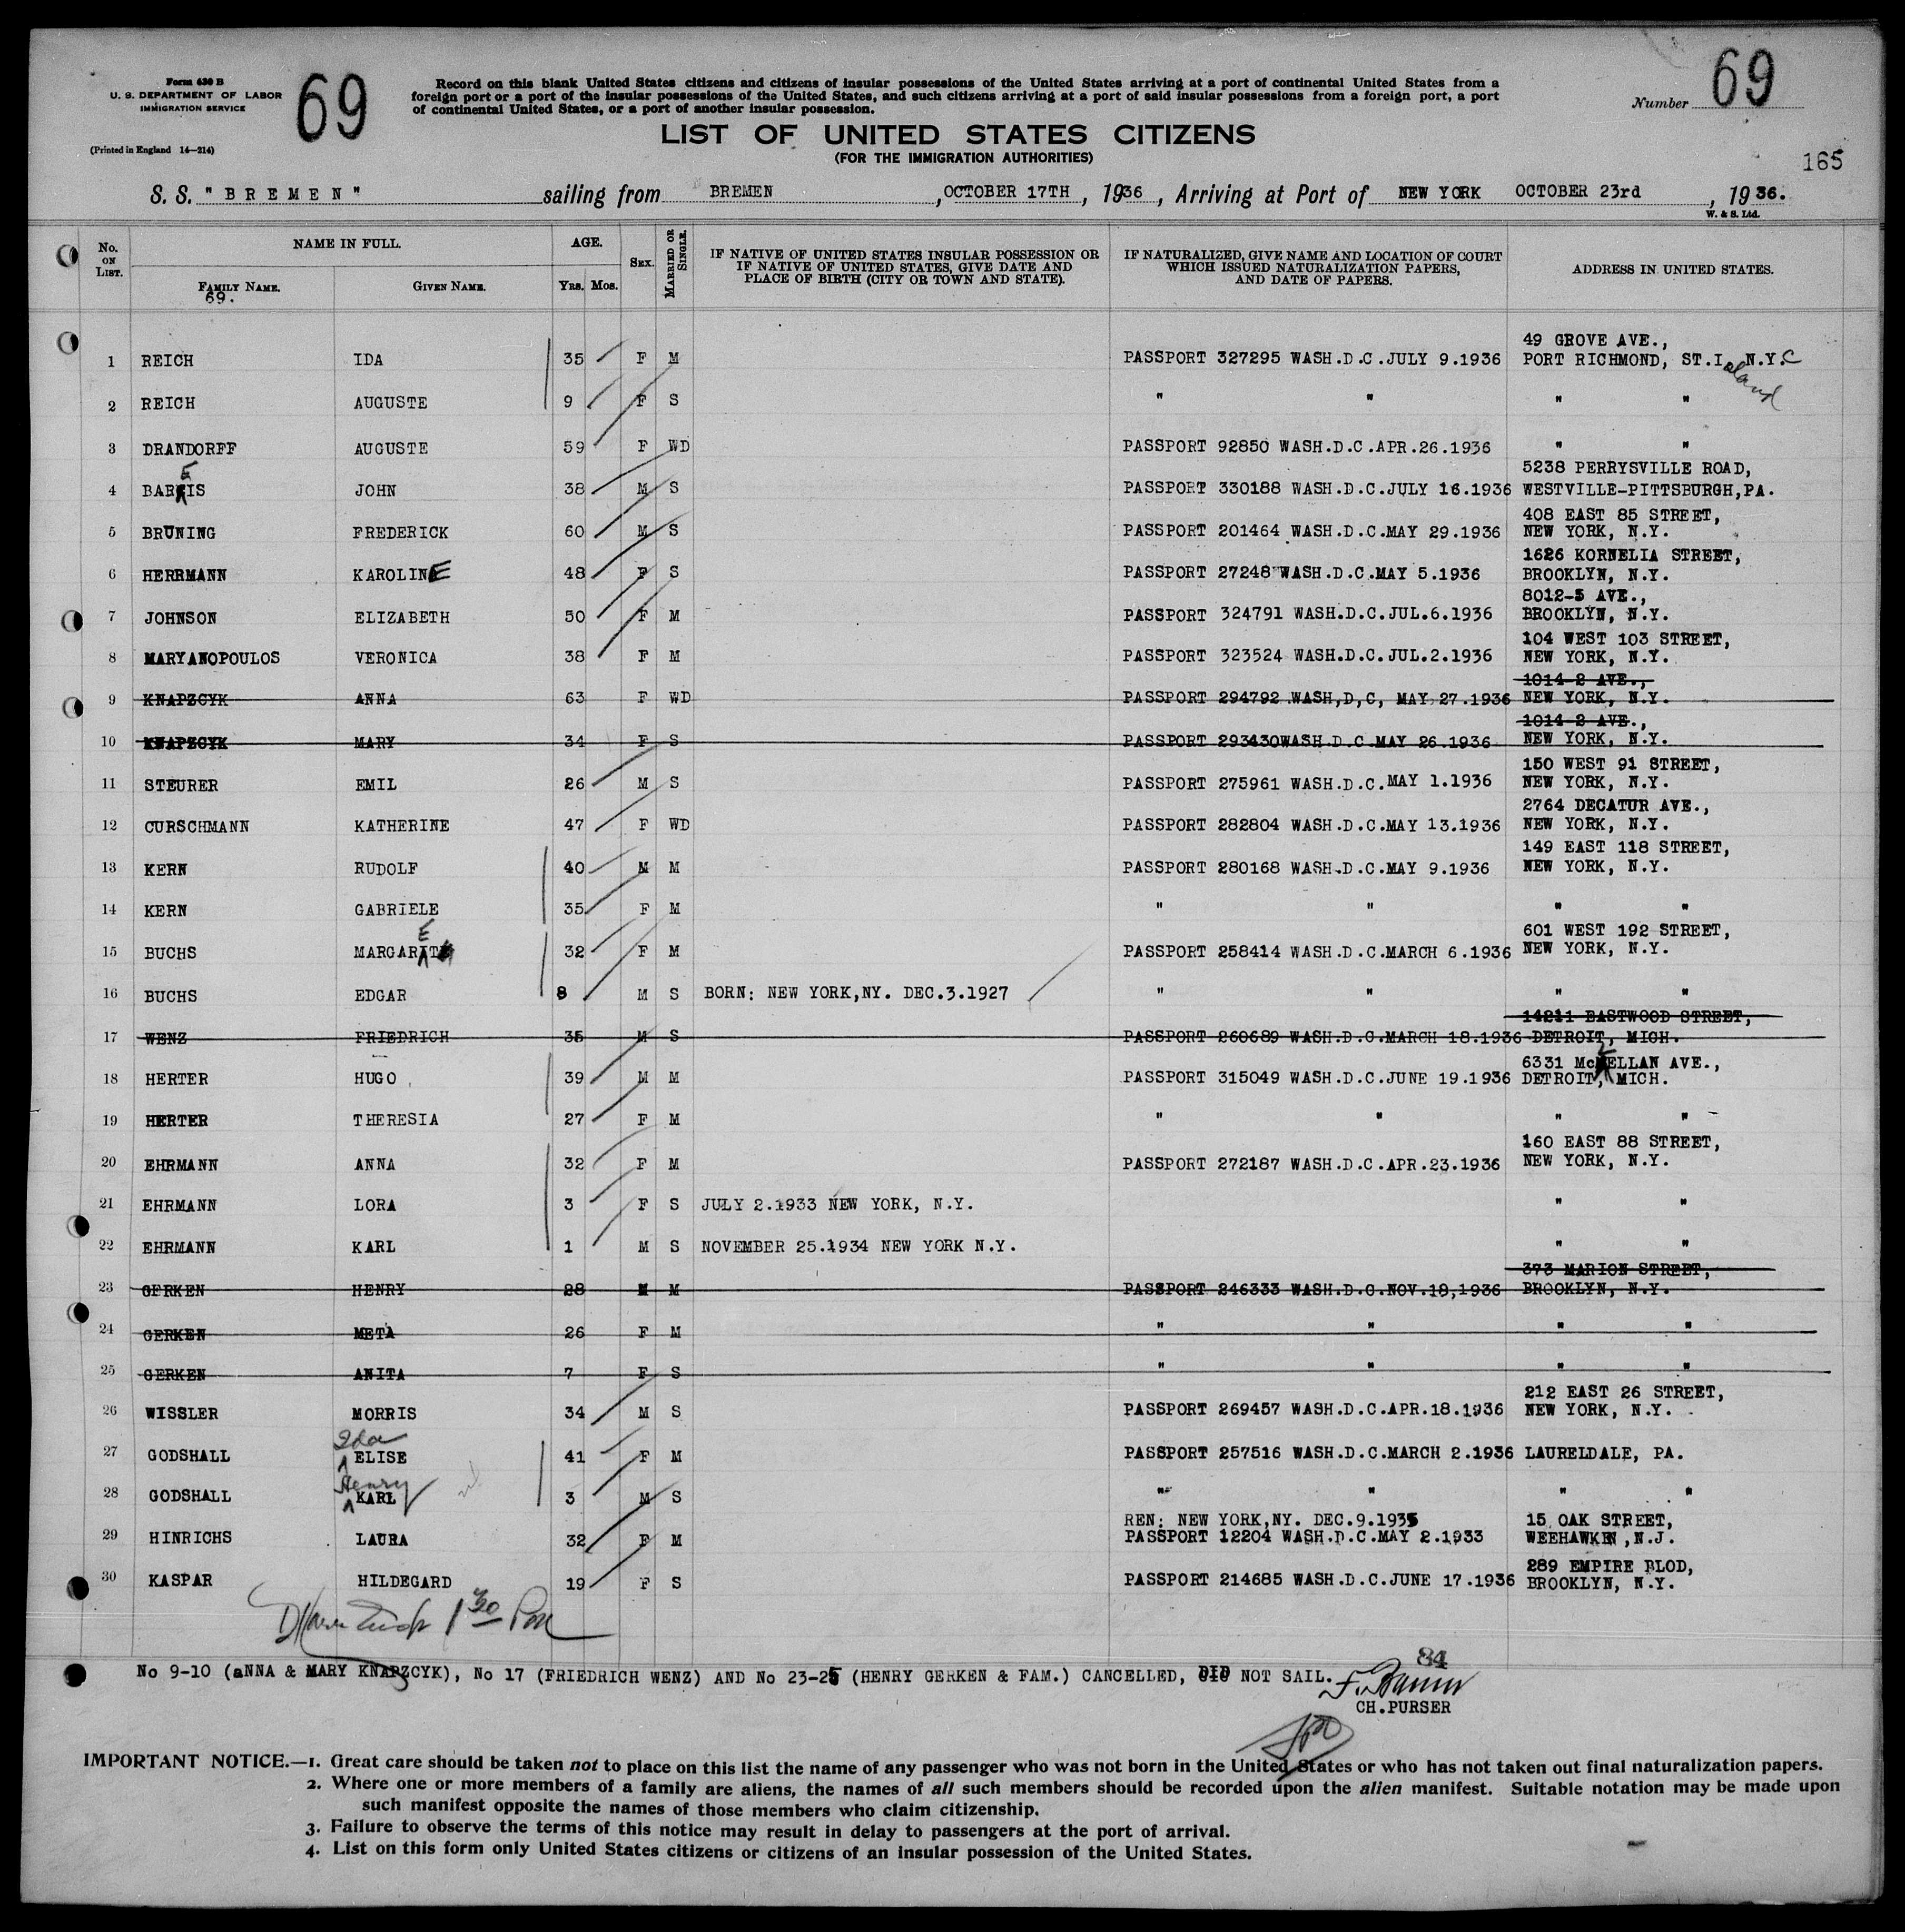 Form 630 B
U. S. DEPARTMENT OF LABOR
IMMIGRATION SERVICE
(Printed in England 14—214)
69
Record on this blank United States citizens and citizens of insular possessions of the United States arriving at a port of continental United States from a
foreign port or a port of the insular possessions of the United States, and such citizens arriving at a port of said insular possessions from a foreign port, a port
of continental United States, or a port of another insular possession.
LIST OF UNITED STATES CITIZENS
(FOR THE IMMIGRATION AUTHORITIES)
Number 69
165
S. S. "BREMEN" sailing from BREMEN, OCTOBER 17TH, 1936, Arriving at Port of NEW YORK OCTOBER 23rd, 1936.
W. & S. Ltd.
No. ON LIST. NAME IN FULL. FAMILY NAME. GIVEN NAME. AGE. YRS. MOS. SEX. MARRIED OR SINGLE. IF NATIVE OF UNITED STATES INSULAR POSSESSION OR IF NATIVE OF UNITED STATES, GIVE DATE AND PLACE OF BIRTH (CITY OR TOWN AND STATE). IF NATURALIZED, GIVE NAME AND LOCATION OF COURT WHICH ISSUED NATURALIZATION PAPERS, AND DATE OF PAPERS. ADDRESS IN UNITED STATES.
69.
49 GROVE AVE.,
1 REICH IDA 35 F M PASSPORT 327295 WASH.D.C.JULY 9.1936 PORT RICHMOND, ST.Island N.Y.C
2 REICH AUGUSTE 9 F S " " " "
3 DRANDORFF AUGUSTE 59 F WD PASSPORT 92850 WASH.D.C.APR.26.1936 " "
5238 PERRYSVILLE ROAD,
4 BAREIS JOHN 38 M S PASSPORT 330188 WASH.D.C.JULY 16.1936 WESTVILLE-PITTSBURGH,PA.
408 EAST 85 STREET,
5 BRÜNING FREDERICK 60 M S PASSPORT 201464 WASH.D.C.MAY 29.1936 NEW YORK, N.Y.
1626 KORNELIA STREET,
6 HERRMANN KAROLINE 48 F S PASSPORT 27248 WASH.D.C.MAY 5.1936 BROOKLYN, N.Y.
8012-5 AVE.,
7 JOHNSON ELIZABETH 50 F M PASSPORT 324791 WASH.D.C.JUL.6.1936 BROOKLYN, N.Y.
104 WEST 103 STREET,
8 MARYANOPOULOS VERONICA 38 F M PASSPORT 323524 WASH.D.C.JUL.2.1936 NEW YORK, N.Y.
1014-2 AVE.,
9 KNAPZCYK ANNA 63 F WD PASSPORT 294792 WASH,D,C, MAY 27.1936 NEW YORK, N.Y.
1014-2 AVE.,
10 KNAPZCYK MARY 34 F S PASSPORT 293430WASH.D.C.MAY 26.1936 NEW YORK, N.Y.
150 WEST 91 STREET,
11 STEURER EMIL 26 M S PASSPORT 275961 WASH.D.C.MAY 1.1936 NEW YORK, N.Y.
2764 DECATUR AVE.,
12 CURSCHMANN KATHERINE 47 F WD PASSPORT 282804 WASH.D.C.MAY 13.1936 NEW YORK, N.Y.
149 EAST 118 STREET,
13 KERN RUDOLF 40 M M PASSPORT 280168 WASH.D.C.MAY 9.1936 NEW YORK, N.Y.
14 KERN GABRIELE 35 F M " " " "
601 WEST 192 STREET,
15 BUCHS MARGARET 32 F M PASSPORT 258414 WASH.D.C.MARCH 6.1936 NEW YORK, N.Y.
16 BUCHS EDGAR 8 M S BORN: NEW YORK,NY. DEC.3.1927 " " " "
14211 EASTWOOD STREET,
17 WENZ FRIEDRICH 35 M S PASSPORT 260689 WASH.D.C.MARCH 18.1936 DETROIT, MICH.
6331 McLELLAN AVE.,
18 HERTER HUGO 39 M M PASSPORT 315049 WASH.D.C.JUNE 19.1936 DETROIT, MICH.
19 HERTER THERESIA 27 F M " " " "
160 EAST 88 STREET,
20 EHRMANN ANNA 32 F M PASSPORT 272187 WASH.D.C.APR.23.1936 NEW YORK, N.Y.
21 EHRMANN LORA 3 F S JULY 2.1933 NEW YORK, N.Y. " "
22 EHRMANN KARL 1 M S NOVEMBER 25.1934 NEW YORK N.Y. " "
373 MARION STREET,
23 GERKEN HENRY 28 M M PASSPORT 246333 WASH.D.C.NOV.18,1936 BROOKLYN, N.Y.
24 GERKEN META 26 F M " " " "
25 GERKEN ANITA 7 F S " " " "
212 EAST 26 STREET,
26 WISSLER MORRIS 34 M S PASSPORT 269457 WASH.D.C.APR.18.1936 NEW YORK, N.Y.
27 GODSHALL Ida ELISE 41 F M PASSPORT 257516 WASH.D.C.MARCH 2.1936 LAURELDALE, PA.
28 GODSHALL Henry KARL 3 M S " " " "
REN: NEW YORK,NY. DEC.9.1935 15 OAK STREET,
29 HINRICHS LAURA 32 F M PASSPORT 12204 WASH.D.C.MAY 2.1933 WEEHAWKEN,N.J.
289 EMPIRE BLOD,
30 KASPAR HILDEGARD 19 F S PASSPORT 214685 WASH.D.C.JUNE 17.1936 BROOKLYN, N.Y.
1 30
84
No 9-10 (aNNA & MARY KNAPZCYK), No 17 (FRIEDRICH WENZ) AND No 23-25 (HENRY GERKEN & FAM.) CANCELLED, DID NOT SAIL.
CH.PURSER
IMPORTANT NOTICE.—1. Great care should be taken not to place on this list the name of any passenger who was not born in the United States or who has not taken out final naturalization papers.
2. Where one or more members of a family are aliens, the names of all such members should be recorded upon the alien manifest. Suitable notation may be made upon
such manifest opposite the names of those members who claim citizenship.
3. Failure to observe the terms of this notice may result in delay to passengers at the port of arrival.
4. List on this form only United States citizens or citizens of an insular possession of the United States.